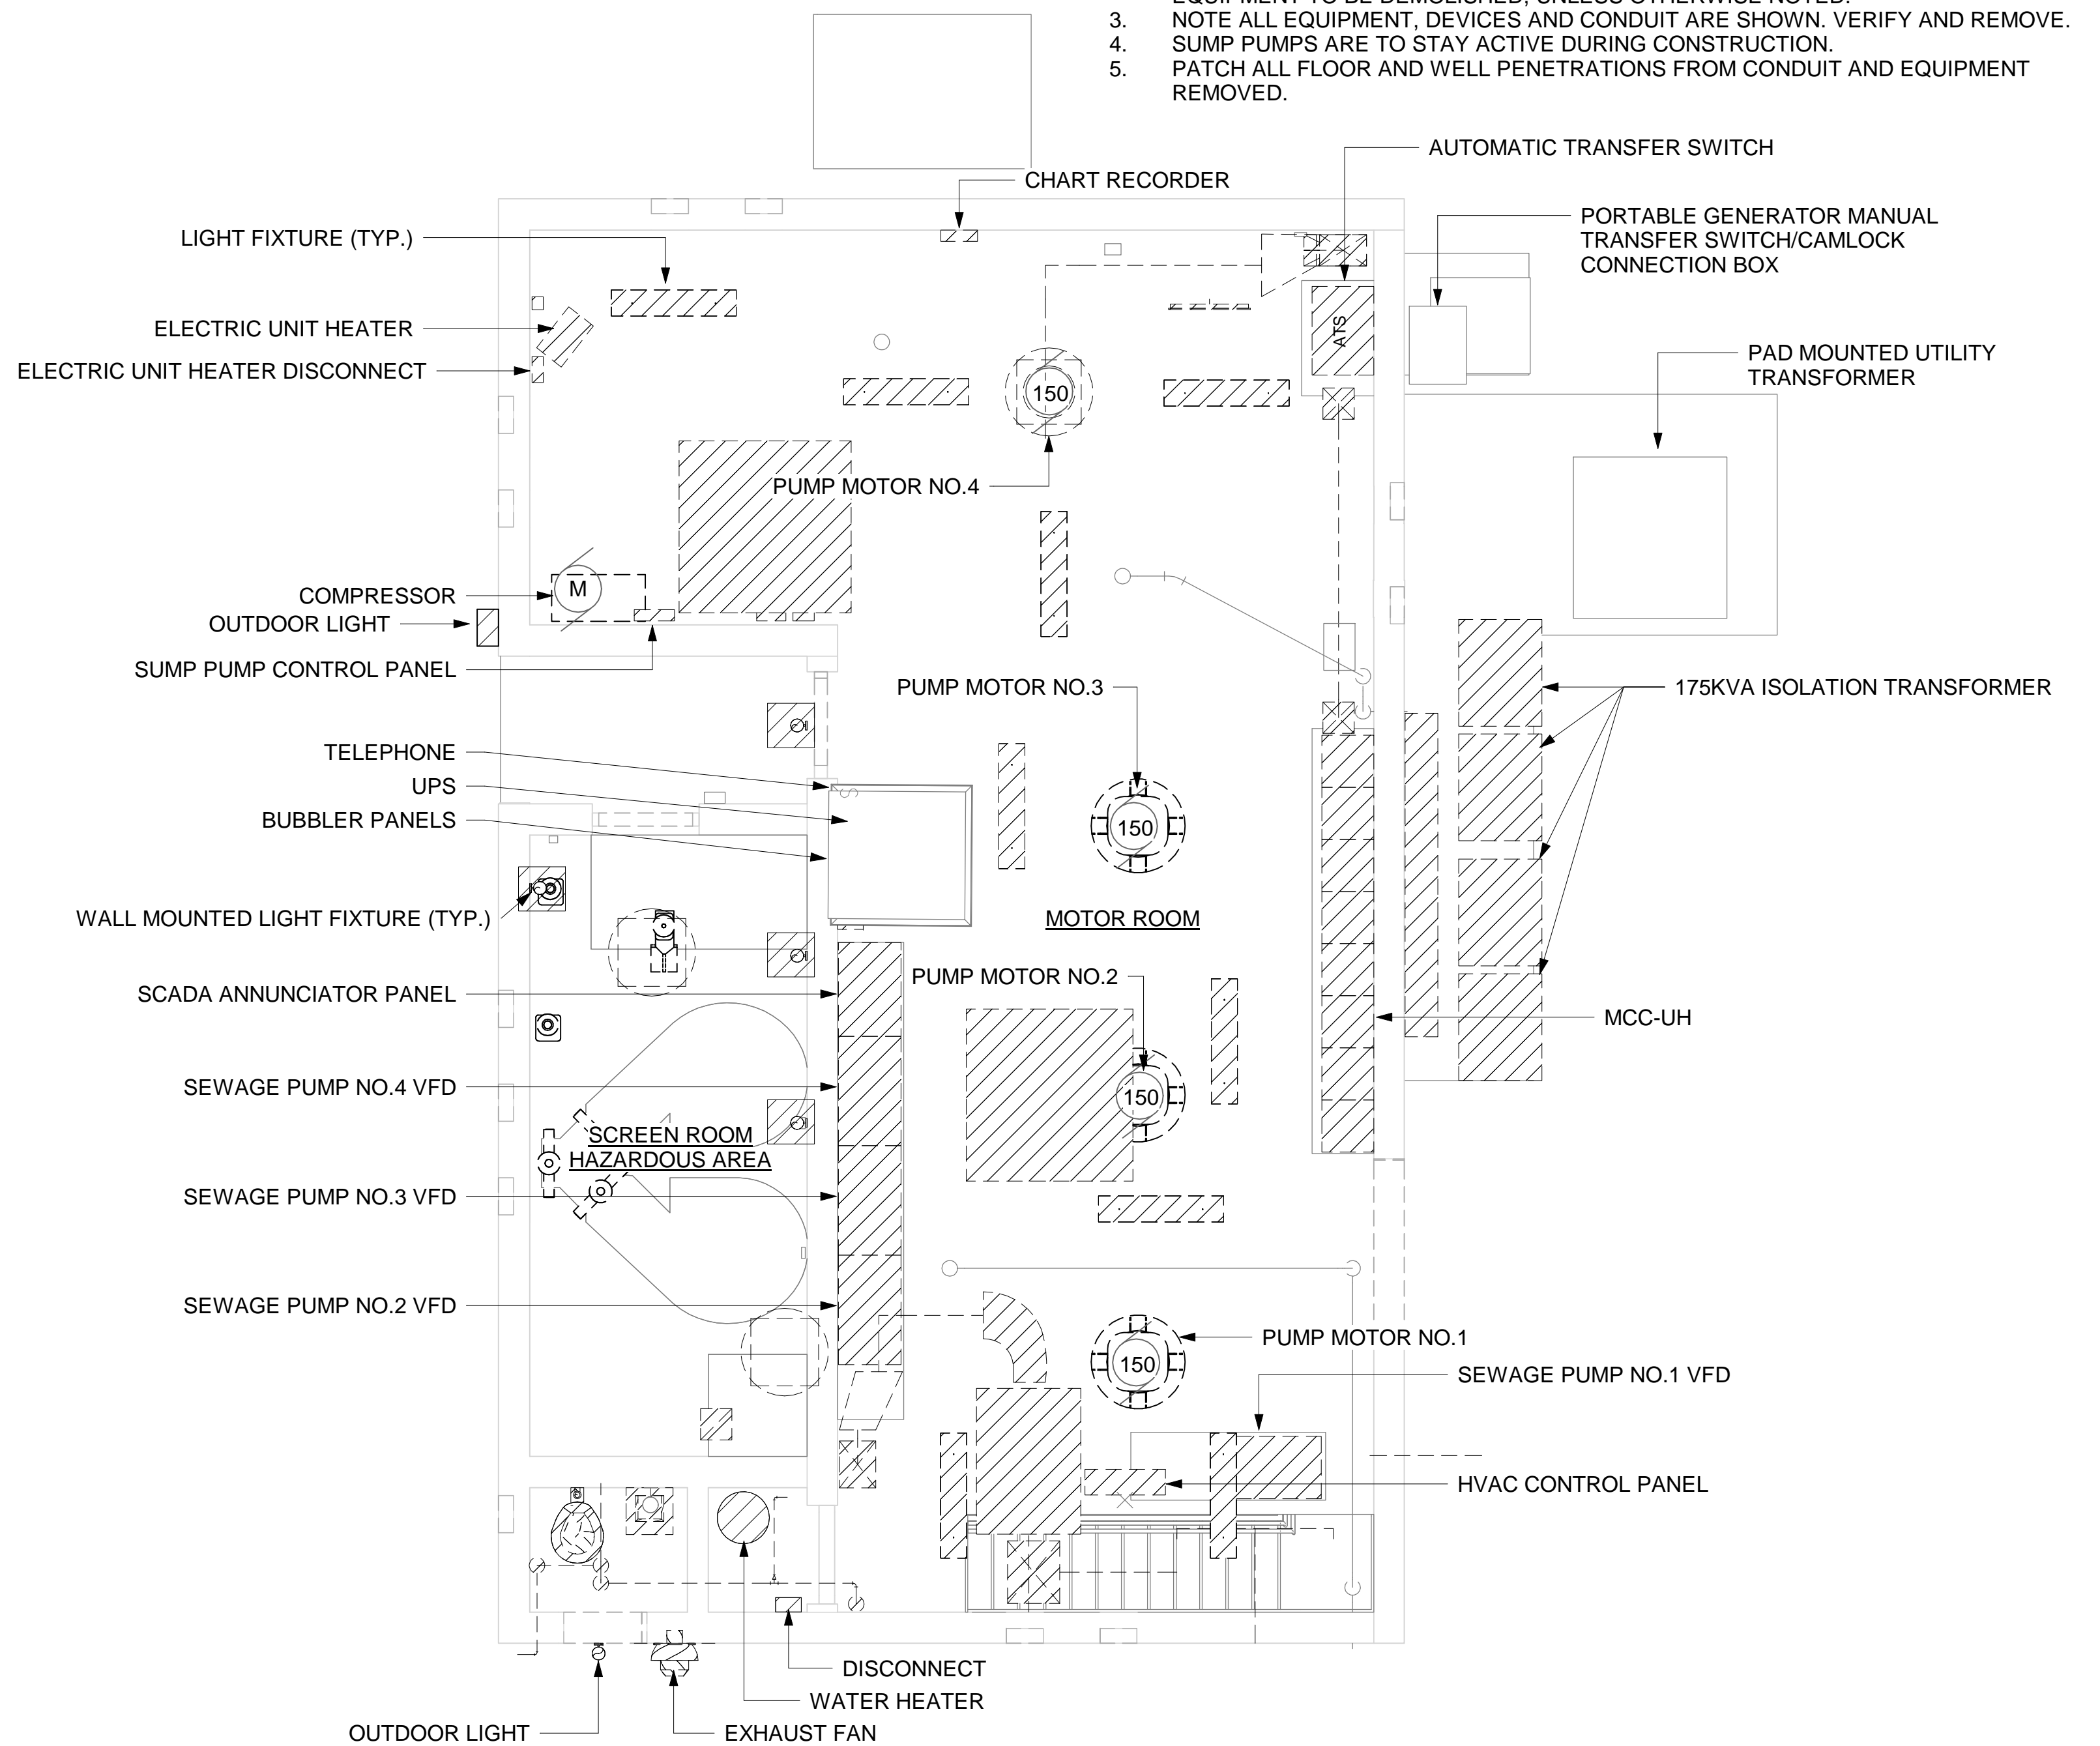 EQUIPMENT TO BE DEMOLISHED, UNLESS OTHERWISE NOTED.
3. NOTE ALL EQUIPMENT, DEVICES AND CONDUIT ARE SHOWN. VERIFY AND REMOVE.
4. SUMP PUMPS ARE TO STAY ACTIVE DURING CONSTRUCTION.
5. PATCH ALL FLOOR AND WELL PENETRATIONS FROM CONDUIT AND EQUIPMENT
REMOVED.
AUTOMATIC TRANSFER SWITCH
CHART RECORDER
PORTABLE GENERATOR MANUAL
TRANSFER SWITCH/CAMLOCK
CONNECTION BOX
LIGHT FIXTURE (TYP.)
ELECTRIC UNIT HEATER
ATS
PAD MOUNTED UTILITY
TRANSFORMER
ELECTRIC UNIT HEATER DISCONNECT
150
PUMP MOTOR NO.4
M
COMPRESSOR
OUTDOOR LIGHT
SUMP PUMP CONTROL PANEL
PUMP MOTOR NO.3
175KVA ISOLATION TRANSFORMER
TELEPHONE
UPS
S
BUBBLER PANELS
150
WALL MOUNTED LIGHT FIXTURE (TYP.)
MOTOR ROOM
PUMP MOTOR NO.2
SCADA ANNUNCIATOR PANEL
MCC-UH
SEWAGE PUMP NO.4 VFD
150
SCREEN ROOM
HAZARDOUS AREA
SEWAGE PUMP NO.3 VFD
SEWAGE PUMP NO.2 VFD
PUMP MOTOR NO.1
150
SEWAGE PUMP NO.1 VFD
HVAC CONTROL PANEL
DISCONNECT
WATER HEATER
OUTDOOR LIGHT
EXHAUST FAN